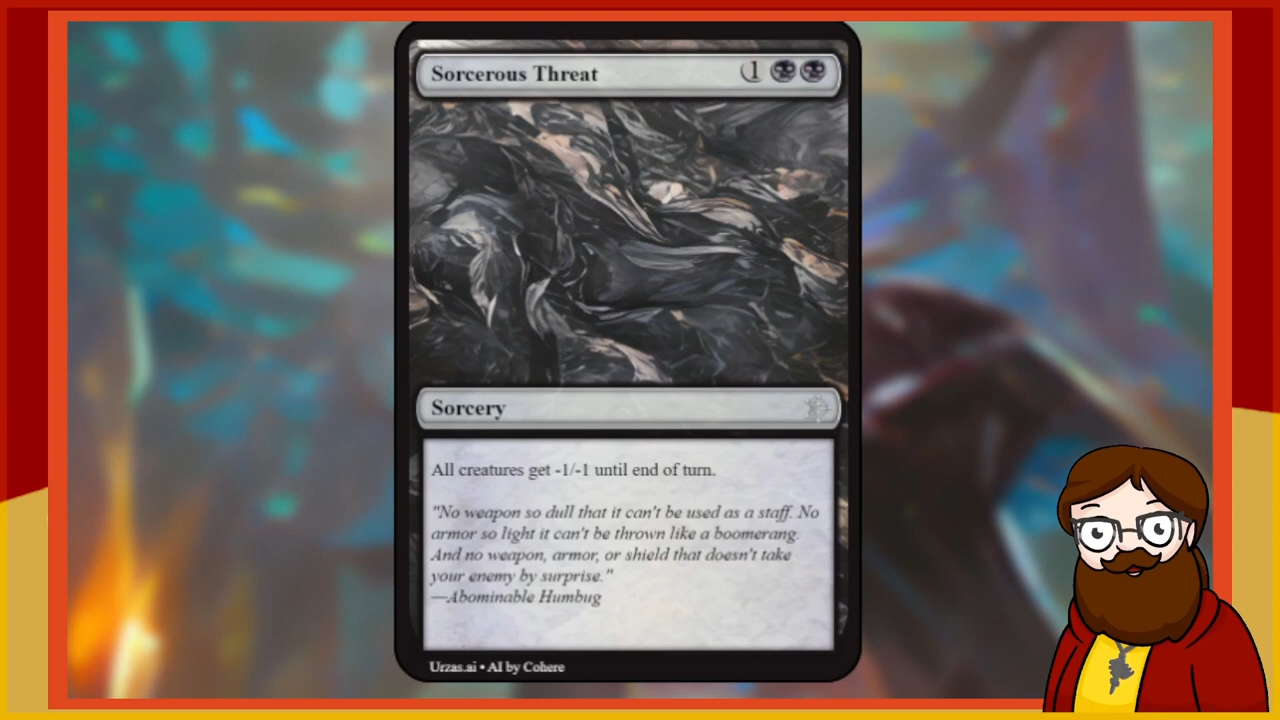 Sorcerous Threat 1
Sorcery
All creatures get -1/-1 until end of turn.
"No weapon so dull that it can't be used as a staff. No
armor so light it can't be thrown like a boomerang.
And no weapon, armor, or shield that doesn't take
your enemy by surprise."
—Abominable Humbug
Urzas.ai • AI by Cohere